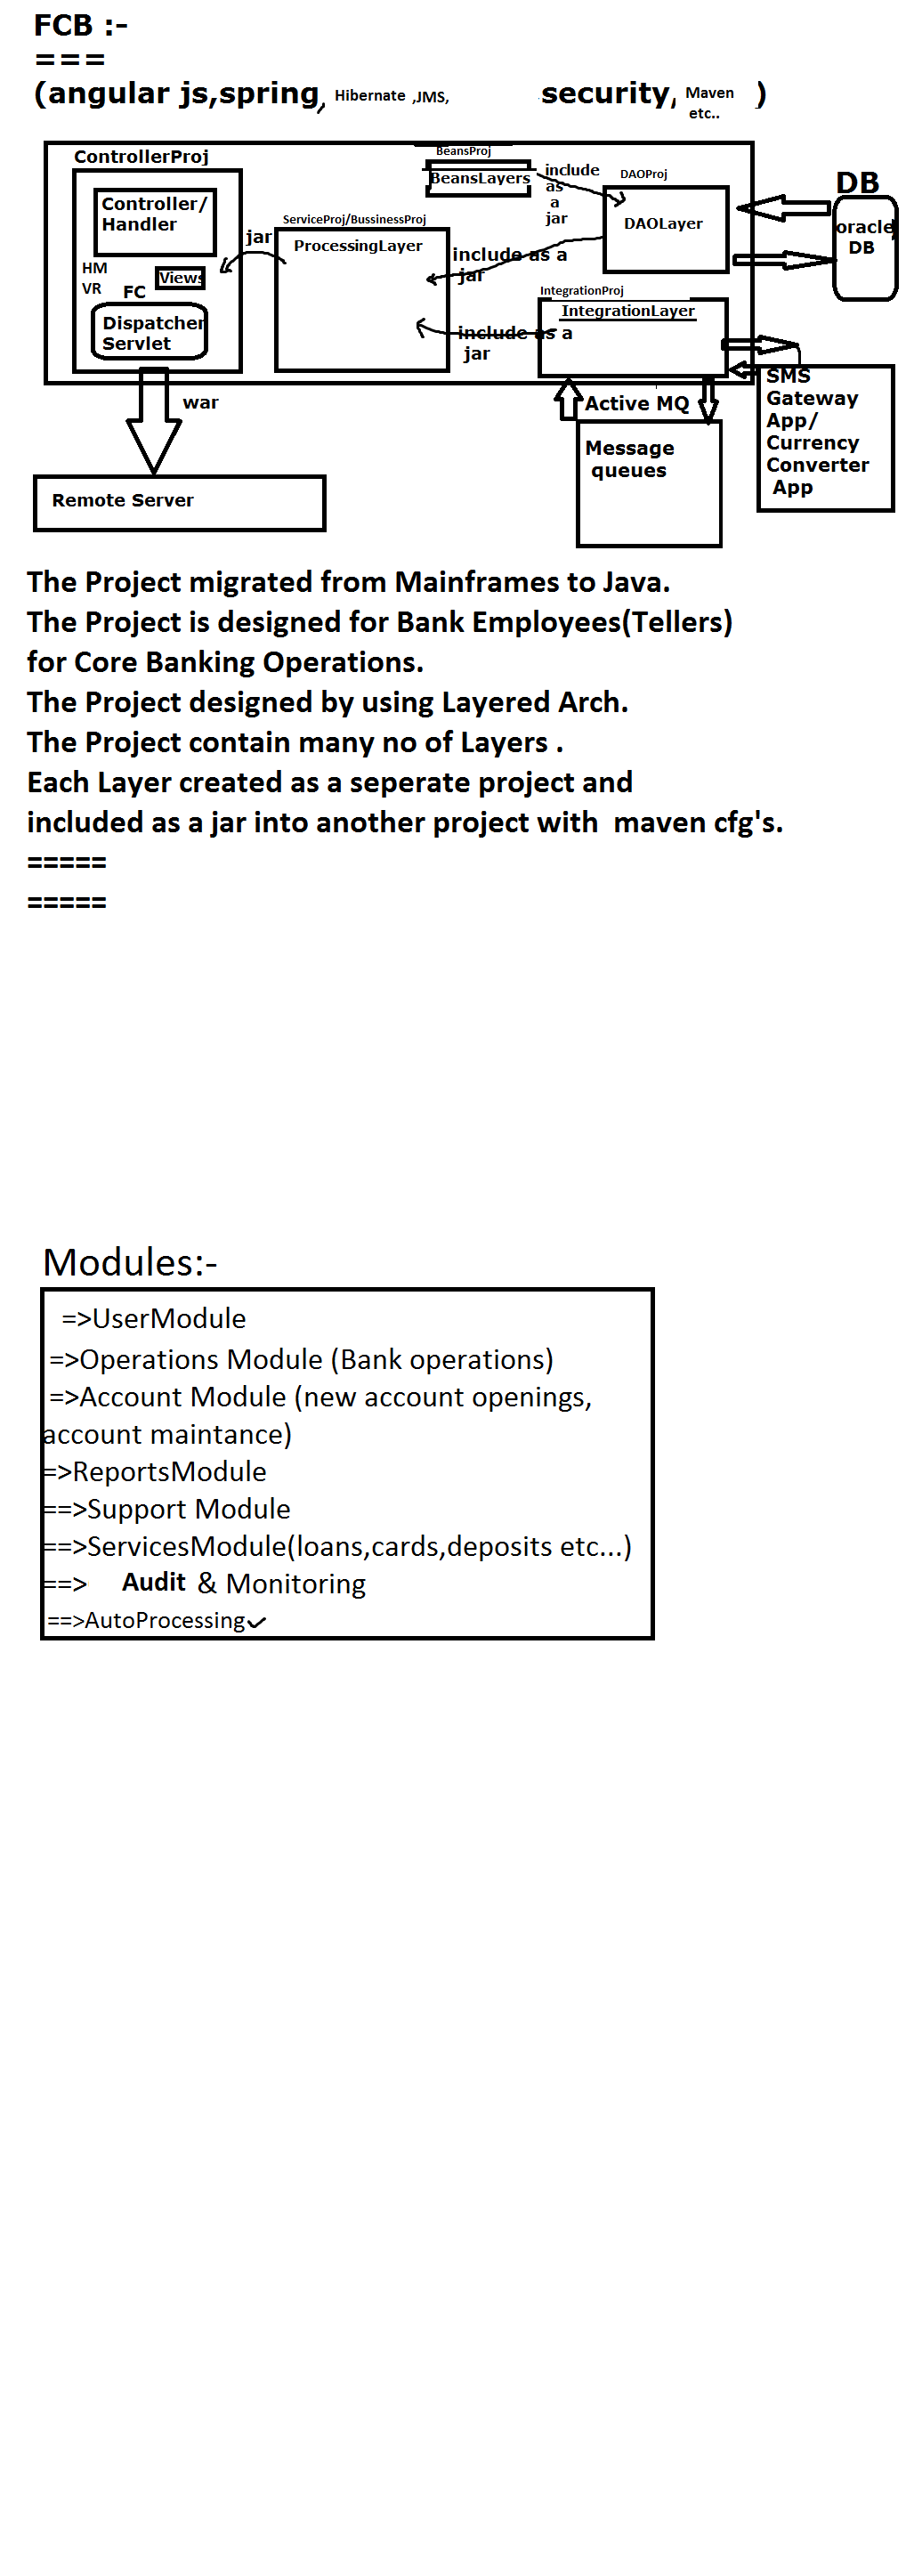 FCB :-
===
(angular js,spring, Hibernate ,JMS, security, Maven etc.. )
ControllerProj
Controller/
Handler
HM
VR
FC
Views
Dispatcher
Servlet
jar
ServiceProj/BussinessProj
ProcessingLayer
BeansProj
BeansLayers
include
as
a
jar
DAOProj
DAOLayer
include as a
jar
IntegrationProj
IntegrationLayer
include as a
jar
DB
oracle
DB
SMS
Gateway
App/
Currency
Converter
App
Active MQ
Message
queues
war
Remote Server
The Project migrated from Mainframes to Java.
The Project is designed for Bank Employees(Tellers)
for Core Banking Operations.
The Project designed by using Layered Arch.
The Project contain many no of Layers .
Each Layer created as a seperate project and
included as a jar into another project with maven cfg's.
=====
=====
Modules:-
=>UserModule
=>Operations Module (Bank operations)
=>Account Module (new account openings,
account maintance)
=>ReportsModule
==>Support Module
==>ServicesModule(loans,cards,deposits etc...)
==> Audit & Monitoring
==>AutoProcessing